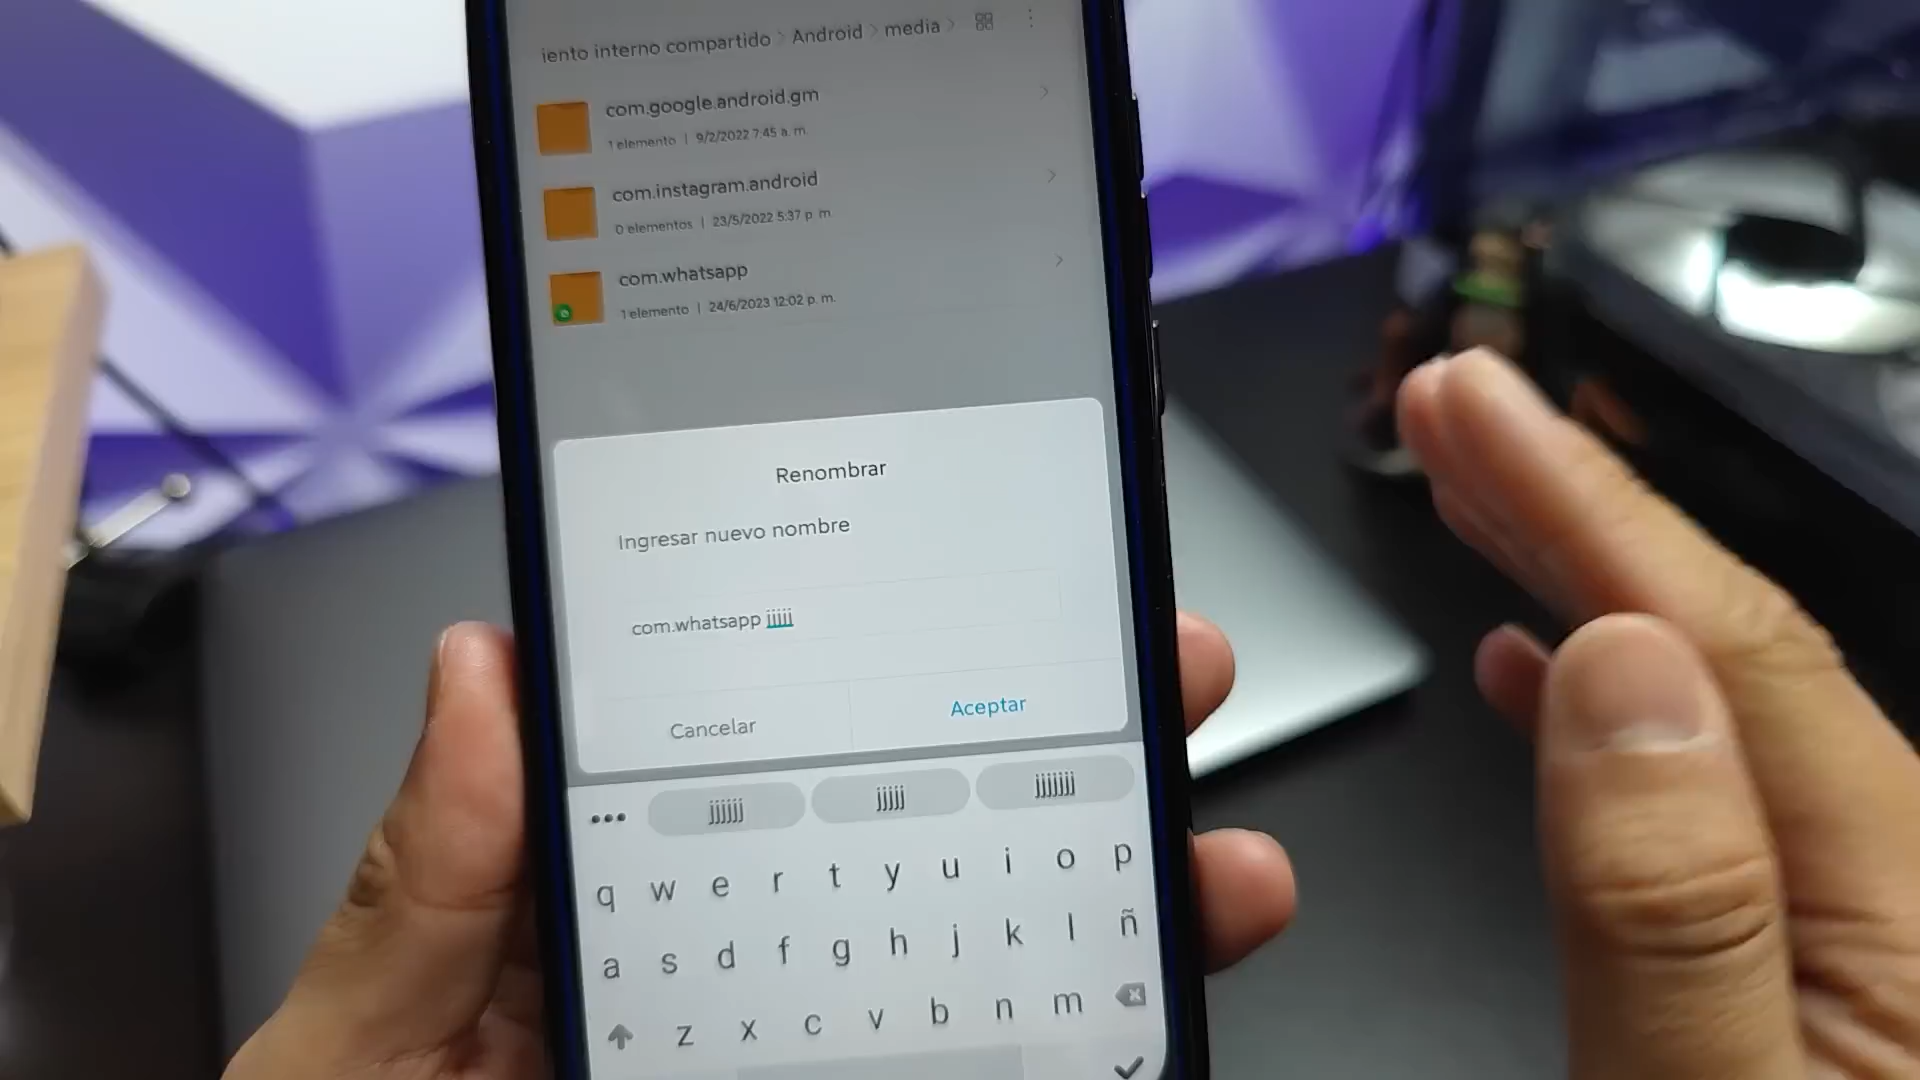 iento interno compartido > Android > media >
com.google.android.gm
1 elemento | 9/2/2022 7:45 a. m.
com.instagram.android
0 elementos | 23/5/2022 5:37 p. m.
com.whatsapp
1 elemento | 24/6/2023 12:02 p. m.
Renombrar
Ingresar nuevo nombre
com.whatsapp jjjjj
Cancelar
Aceptar
jjjjjj jjjjj jjjjjjj
q w e r t y u i o p
a s d f g h j k l ñ
z x c v b n m